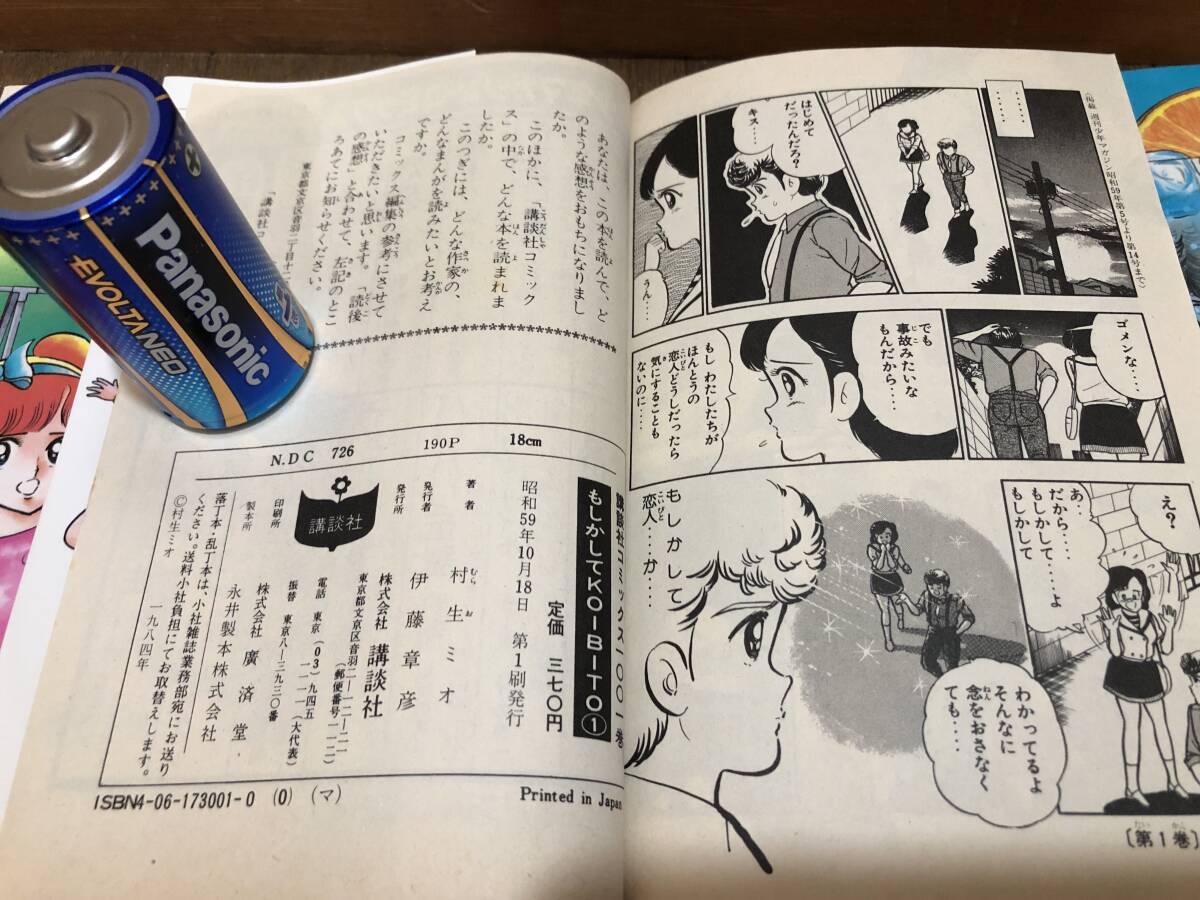 Panasonic
EVOLTA NEO
あなたは、この本を読んで、ど
のような感想をおもちになりまし
たか。
このほかに、「講談社コミック
ス」の中で、どんな本を読まれま
したか。
このつぎには、どんな作家の、
どんなまんがを読みたいとお考え
ですか。
コミックス編集の参考にさせて
いただきたいと思います。「読後
の感想」と合わせて、左記のとこ
ろあてにお知らせください。
東京都文京区音羽二丁目十二
「講談社コ
N.D.C 726 190P 18cm
講談社コミックス1001巻
もしかしてKOIBITO①
定価 三七〇円
昭和59年10月18日 第1刷発行
著者 村生ミオ
発行者 伊藤章彦
発行所 株式会社 講談社
東京都文京区音羽二—一二—二一
(郵便番号一一二)
電話 東京(03)九四五
一一一一(大代表)
振替 東京八—三九三〇番
講談社
印刷所 株式会社 廣済堂
製本所 永井製本株式会社
落丁本・乱丁本は、小社雑誌業務部宛にお送り
ください。送料小社負担にてお取替えします。
Ⓒ村生ミオ 一九八四年
ISBN4-06-173001-0 (0) (マ)
Printed in Japan
(掲載 週刊少年マガジン昭和59年第5号より第14号まで)
‥‥‥
‥‥‥
はじめて
だったんだろ?
キス‥‥
うん‥‥
ゴメンな‥‥
でも
事故みたいな
もんだから‥‥
もし わたしたちが
ほんとうの
恋人どうしだったら
気にすることも
ないのに‥‥
え?
あ‥‥
だから‥‥よ
もしかして‥‥
もしかして
わかってるよ
そんなに
念をおさなく
ても‥‥
もしかして
恋人‥‥か‥‥
〔第1巻〕